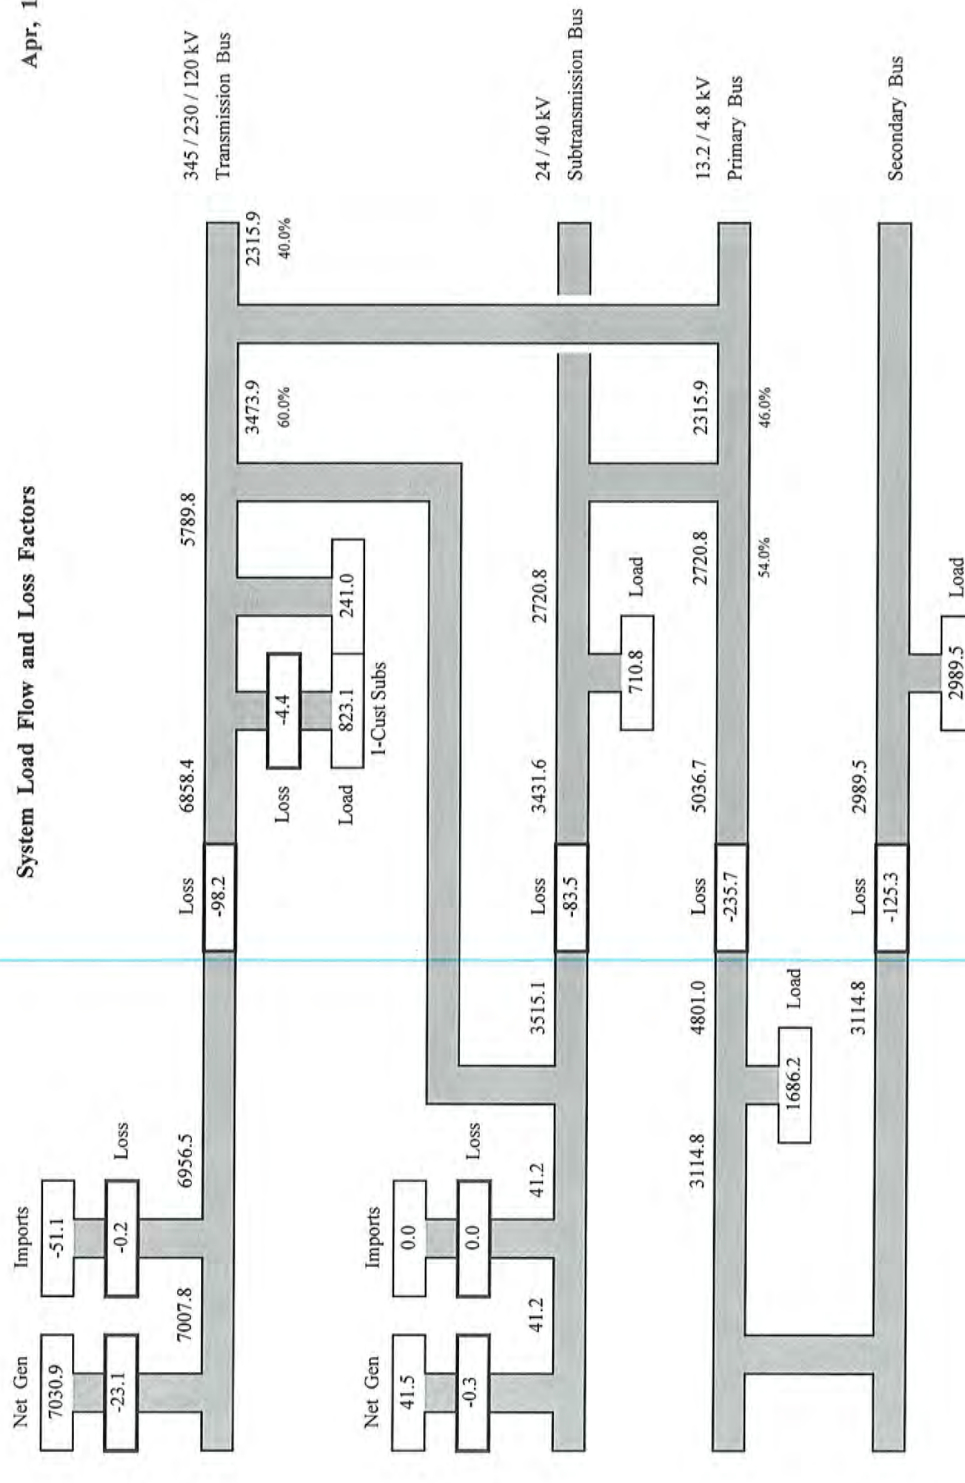 System Load Flow and Loss Factors
Apr, 1
Net Gen
7030.9
-23.1
Imports
-51.1
-0.2
Loss
7007.8
6956.5
Loss
-98.2
6858.4
5789.8
345 / 230 / 120 kV
Transmission Bus
Loss
-4.4
Load
823.1
241.0
1-Cust Subs
3473.9
60.0%
2315.9
40.0%
Net Gen
41.5
-0.3
Imports
0.0
0.0
Loss
41.2
41.2
3515.1
Loss
-83.5
3431.6
2720.8
24 / 40 kV
Subtransmission Bus
710.8
Load
3114.8
4801.0
Loss
-235.7
5036.7
2720.8
54.0%
2315.9
46.0%
13.2 / 4.8 kV
Primary Bus
1686.2
Load
3114.8
Loss
-125.3
2989.5
Secondary Bus
2989.5
Load